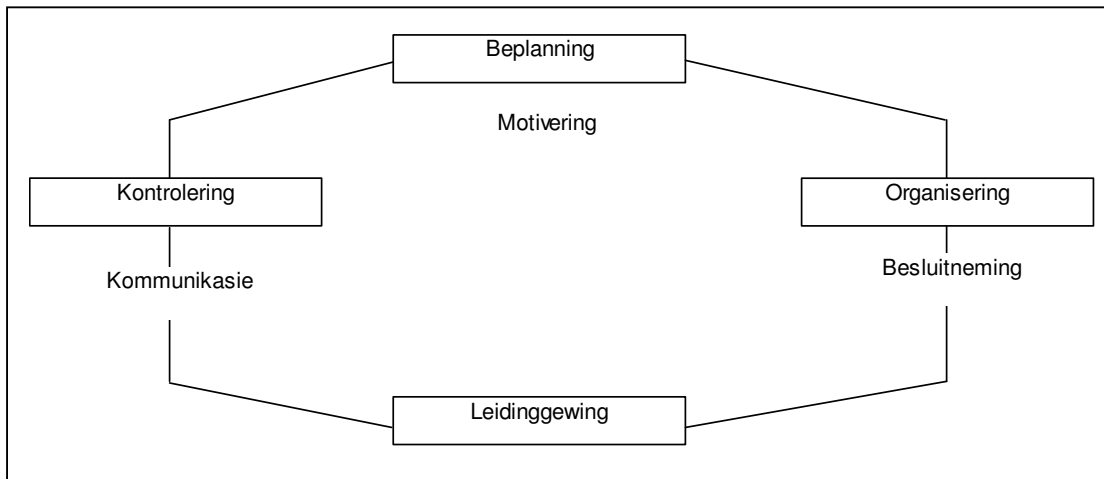 Beplanning
Motivering
Kontrolering
Organisering
Kommunikasie
Besluitneming
Leidinggewing